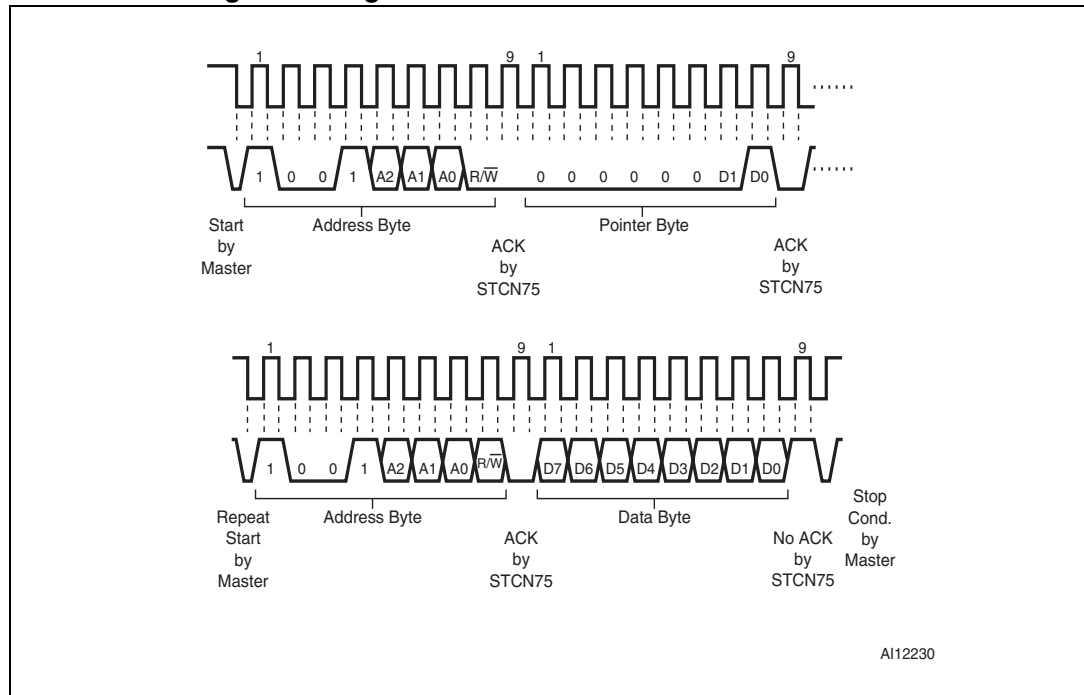 1 9 1 9
1 0 0 1 A2 A1 A0 R/W 0 0 0 0 0 0 D1 D0
Address Byte
Pointer Byte
Start
by
Master
ACK
by
STCN75
ACK
by
STCN75
1 9 1 9
1 0 0 1 A2 A1 A0 R/W D7 D6 D5 D4 D3 D2 D1 D0
Address Byte
Data Byte
Repeat
Start
by
Master
ACK
by
STCN75
No ACK
by
STCN75
Stop
Cond.
by
Master
AI12230